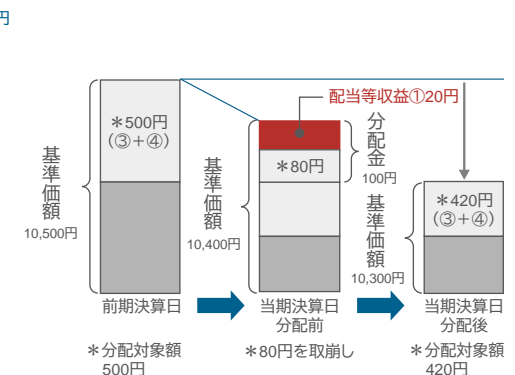 円
配当等収益①20円
＊500円
（③＋④）
基準価額
10,500円
分配金
100円
＊80円
基準価額
10,400円
基準価額
10,300円
＊420円
（③＋④）
前期決算日
当期決算日
分配前
当期決算日
分配後
＊分配対象額
500円
＊80円を取崩し
＊分配対象額
420円